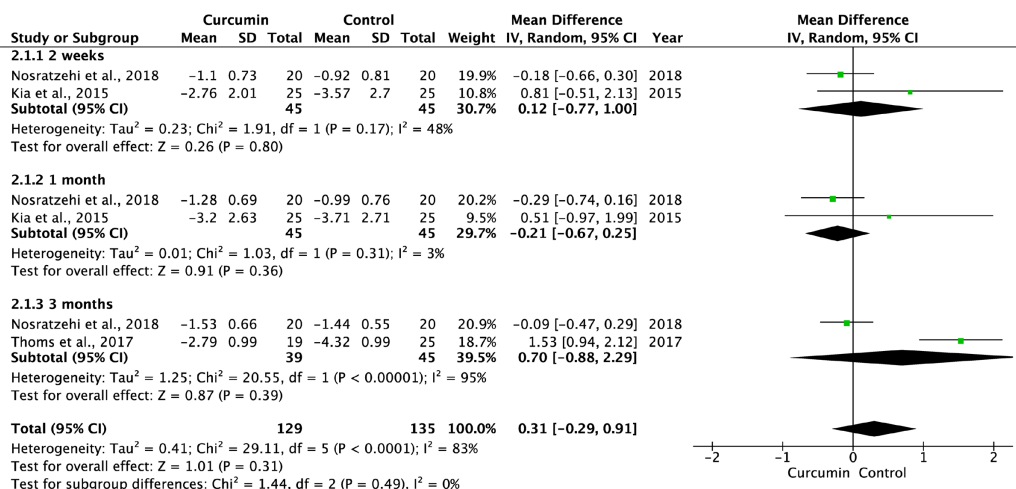 Curcumin Control Mean Difference Mean Difference
Study or Subgroup Mean SD Total Mean SD Total Weight IV, Random, 95% CI Year IV, Random, 95% CI
2.1.1 2 weeks
Nosratzehi et al., 2018 −1.1 0.73 20 −0.92 0.81 20 19.9% −0.18 [−0.66, 0.30] 2018
Kia et al., 2015 −2.76 2.01 25 −3.57 2.7 25 10.8% 0.81 [−0.51, 2.13] 2015
Subtotal (95% CI) 45 45 30.7% 0.12 [−0.77, 1.00]
Heterogeneity: Tau² = 0.23; Chi² = 1.91, df = 1 (P = 0.17); I² = 48%
Test for overall effect: Z = 0.26 (P = 0.80)
2.1.2 1 month
Nosratzehi et al., 2018 −1.28 0.69 20 −0.99 0.76 20 20.2% −0.29 [−0.74, 0.16] 2018
Kia et al., 2015 −3.2 2.63 25 −3.71 2.71 25 9.5% 0.51 [−0.97, 1.99] 2015
Subtotal (95% CI) 45 45 29.7% −0.21 [−0.67, 0.25]
Heterogeneity: Tau² = 0.01; Chi² = 1.03, df = 1 (P = 0.31); I² = 3%
Test for overall effect: Z = 0.91 (P = 0.36)
2.1.3 3 months
Nosratzehi et al., 2018 −1.53 0.66 20 −1.44 0.55 20 20.9% −0.09 [−0.47, 0.29] 2018
Thoms et al., 2017 −2.79 0.99 19 −4.32 0.99 25 18.7% 1.53 [0.94, 2.12] 2017
Subtotal (95% CI) 39 45 39.5% 0.70 [−0.88, 2.29]
Heterogeneity: Tau² = 1.25; Chi² = 20.55, df = 1 (P < 0.00001); I² = 95%
Test for overall effect: Z = 0.87 (P = 0.39)
Total (95% CI) 129 135 100.0% 0.31 [−0.29, 0.91]
Heterogeneity: Tau² = 0.41; Chi² = 29.11, df = 5 (P < 0.0001); I² = 83%
Test for overall effect: Z = 1.01 (P = 0.31)
Test for subgroup differences: Chi² = 1.44, df = 2 (P = 0.49), I² = 0%
−2 −1 0 1 2
Curcumin Control